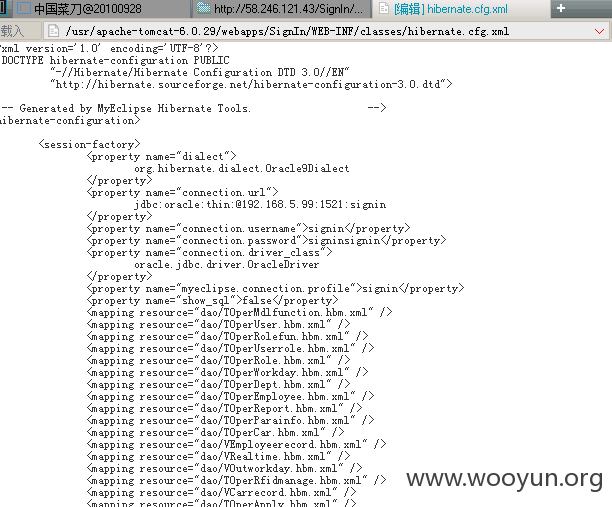 中国菜刀@20100928 http://58.246.121.43/SignIn/... [编辑] hibernate.cfg.xml
载入 /usr/apache-tomcat-6.0.29/webapps/SignIn/WEB-INF/classes/hibernate.cfg.xml
xml version='1.0' encoding='UTF-8'?>
DOCTYPE hibernate-configuration PUBLIC
"-//Hibernate/Hibernate Configuration DTD 3.0//EN"
"http://hibernate.sourceforge.net/hibernate-configuration-3.0.dtd">
-- Generated by MyEclipse Hibernate Tools. -->
hibernate-configuration>
<session-factory>
<property name="dialect">
org.hibernate.dialect.Oracle9Dialect
</property>
<property name="connection.url">
jdbc:oracle:thin:@192.168.5.99:1521:signin
</property>
<property name="connection.username">signin</property>
<property name="connection.password">signinsignin</property>
<property name="connection.driver_class">
oracle.jdbc.driver.OracleDriver
</property>
<property name="myeclipse.connection.profile">signin</property>
<property name="show_sql">false</property>
<mapping resource="dao/TOperMdlfunction.hbm.xml" />
<mapping resource="dao/TOperUser.hbm.xml" />
<mapping resource="dao/TOperRolefun.hbm.xml" />
<mapping resource="dao/TOperUserrole.hbm.xml" />
<mapping resource="dao/TOperRole.hbm.xml" />
<mapping resource="dao/TOperWorkday.hbm.xml" />
<mapping resource="dao/TOperDept.hbm.xml" />
<mapping resource="dao/TOperEmployee.hbm.xml" />
<mapping resource="dao/TOperReport.hbm.xml" />
<mapping resource="dao/TOperParainfo.hbm.xml" />
<mapping resource="dao/TOperCar.hbm.xml" />
<mapping resource="dao/VEmployeerecord.hbm.xml" />
<mapping resource="dao/VRealtime.hbm.xml" />
<mapping resource="dao/VOutworkday.hbm.xml" />
<mapping resource="dao/TOperRfidmanage.hbm.xml" />
<mapping resource="dao/VCarrecord.hbm.xml" />
<mapping resource="dao/TOperApply.hbm.xml" />
www.wooyun.org